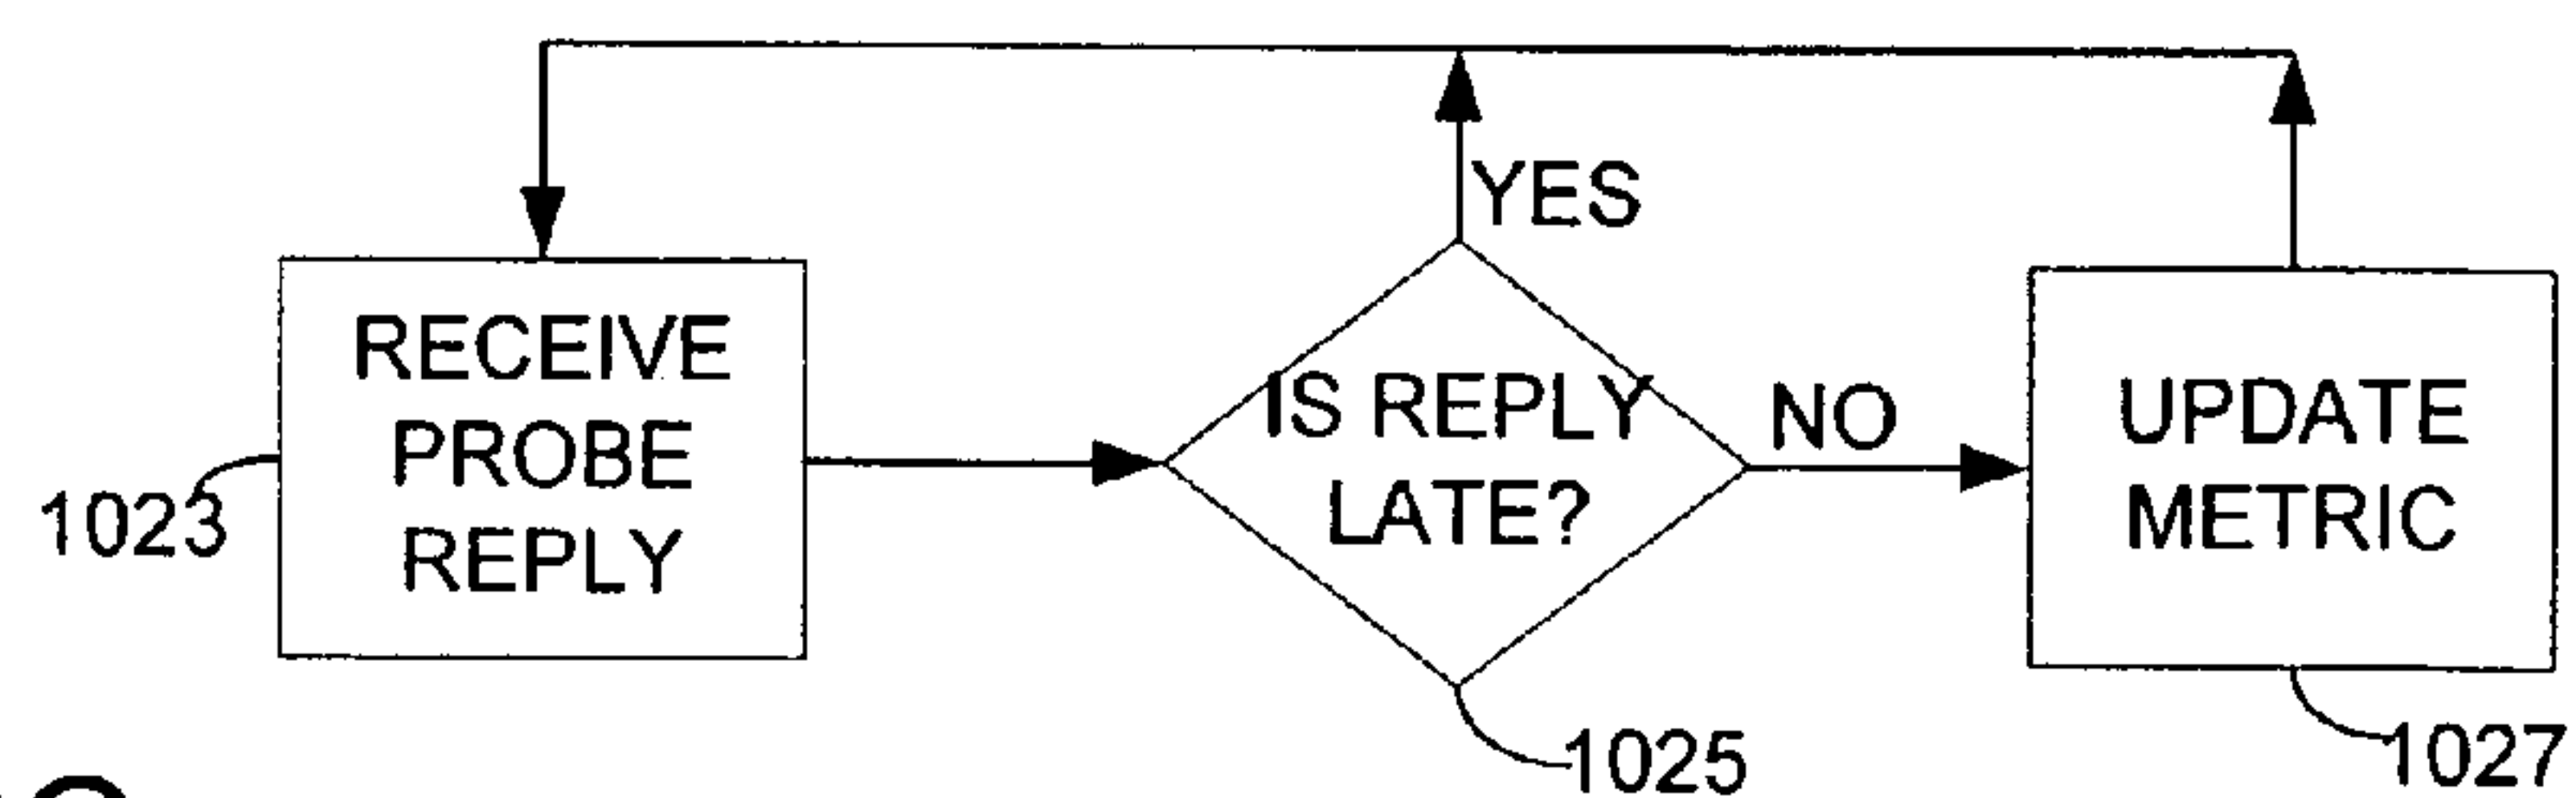 YES
RECEIVE
PROBE
REPLY
1023
IS REPLY
LATE?
NO
UPDATE
METRIC
1025
1027